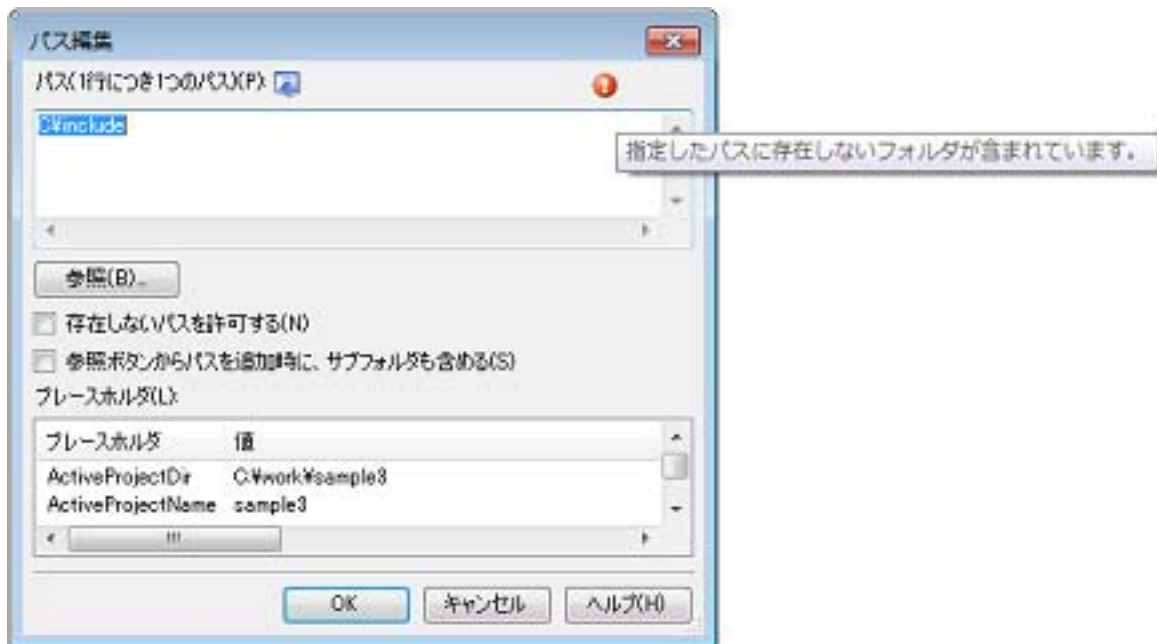 パス編集
パス(1行につき1つのパス)(P):
C:¥include
指定したパスに存在しないフォルダが含まれています。
参照(B)...
存在しないパスを許可する(N)
参照ボタンからパスを追加時に、サブフォルダも含める(S)
プレースホルダ(L):
プレースホルダ 値
ActiveProjectDir C:¥work¥sample3
ActiveProjectName sample3
OK キャンセル ヘルプ(H)